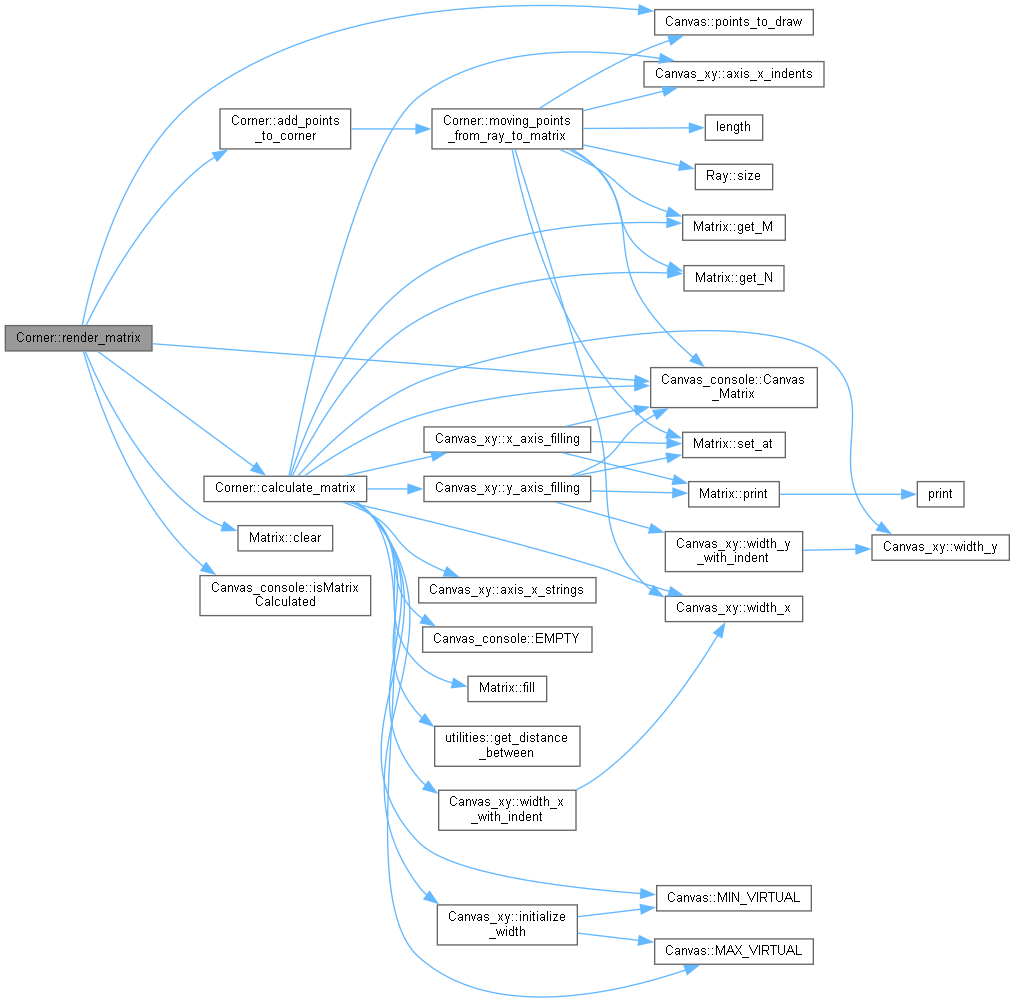 Canvas::points_to_draw
Canvas_xy::axis_x_indents
Corner::add_points
_to_corner
Corner::moving_points
_from_ray_to_matrix
length
Ray::size
Matrix::get_M
Matrix::get_N
Corner::render_matrix
Canvas_console::Canvas
_Matrix
Canvas_xy::x_axis_filling
Matrix::set_at
Corner::calculate_matrix
Canvas_xy::y_axis_filling
Matrix::print
print
Matrix::clear
Canvas_xy::width_y
_with_indent
Canvas_xy::width_y
Canvas_console::isMatrix
Calculated
Canvas_xy::axis_x_strings
Canvas_xy::width_x
Canvas_console::EMPTY
Matrix::fill
utilities::get_distance
_between
Canvas_xy::width_x
_with_indent
Canvas::MIN_VIRTUAL
Canvas_xy::initialize
_width
Canvas::MAX_VIRTUAL